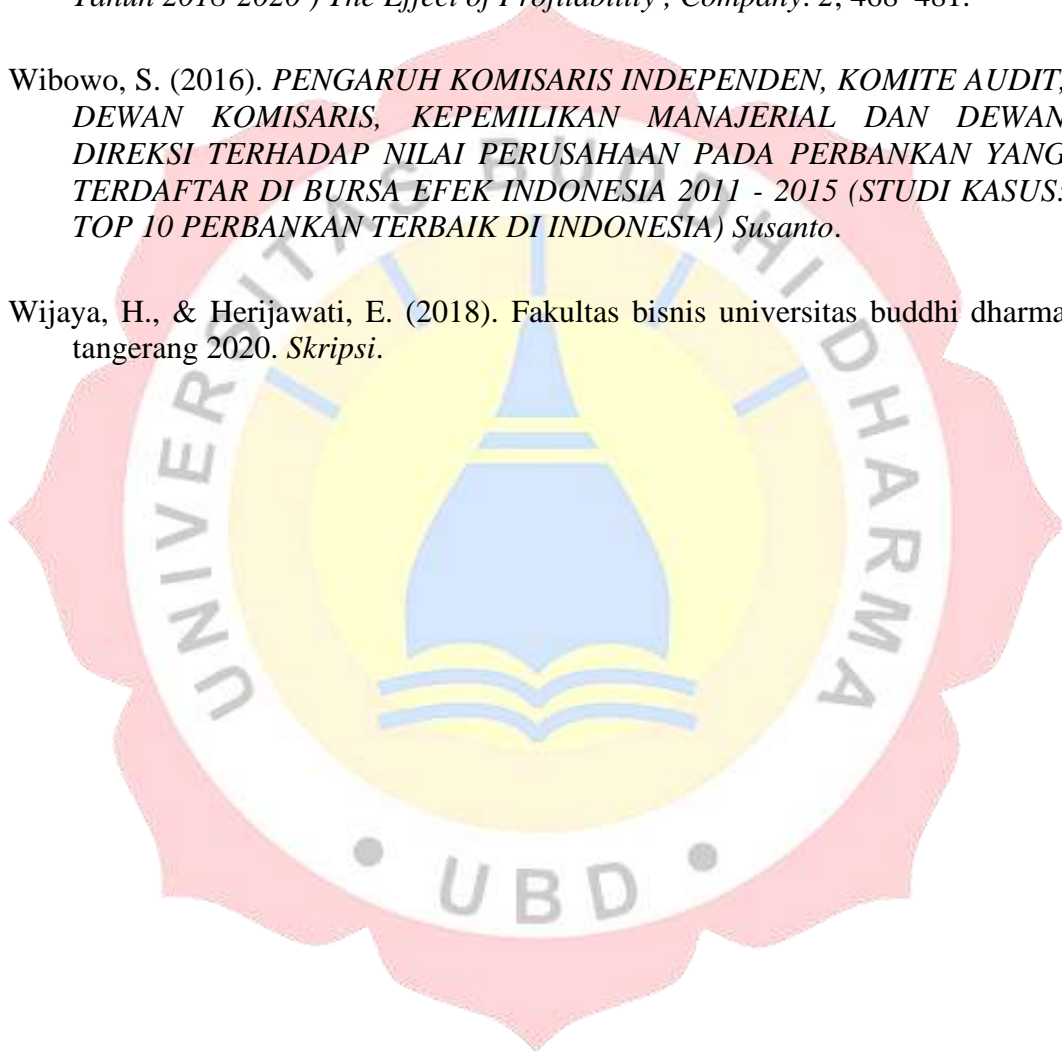 Tahun 2018-2020 ) The Effect of Profitability , Company. 2, 468–481.
Wibowo, S. (2016). PENGARUH KOMISARIS INDEPENDEN, KOMITE AUDIT,
DEWAN KOMISARIS, KEPEMILIKAN MANAJERIAL DAN DEWAN
DIREKSI TERHADAP NILAI PERUSAHAAN PADA PERBANKAN YANG
TERDAFTAR DI BURSA EFEK INDONESIA 2011 - 2015 (STUDI KASUS:
TOP 10 PERBANKAN TERBAIK DI INDONESIA) Susanto.
Wijaya, H., & Herijawati, E. (2018). Fakultas bisnis universitas buddhi dharma
tangerang 2020. Skripsi.
UNIVERSITAS BUDDHI DHARMA
• UBD •